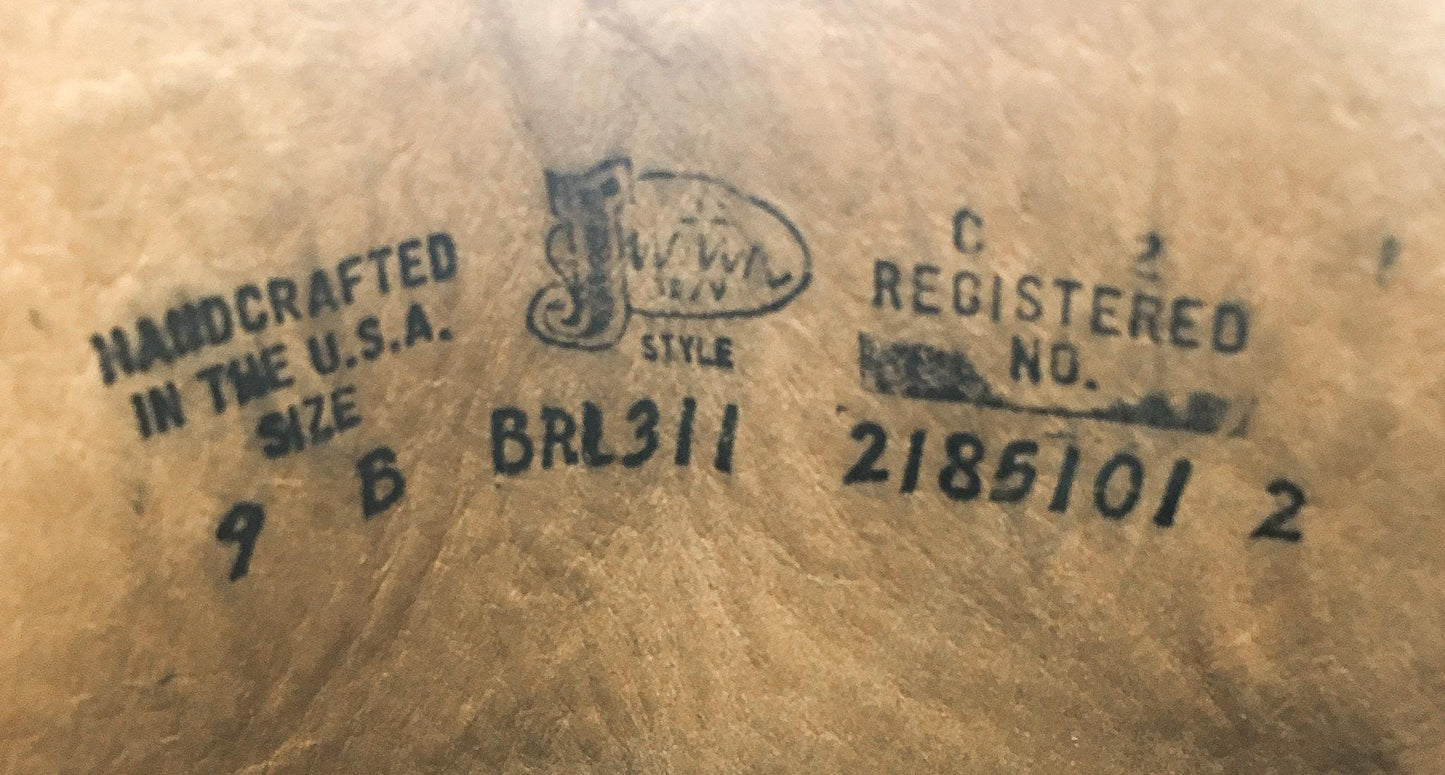 HANDCRAFTED
IN THE U.S.A.
SIZE
9 B
J
STYLE
BRL311
C 2
REGISTERED
NO.
2185101 2